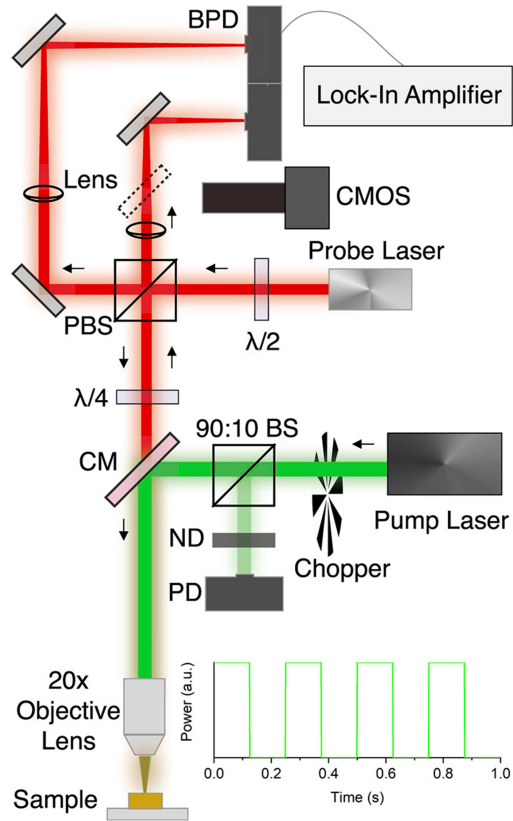 BPD
Lock-In Amplifier
Lens
CMOS
Probe Laser
PBS
λ/2
λ/4
90:10 BS
CM
Pump Laser
ND
Chopper
PD
20x
Objective
Lens
Sample
Power (a.u.)
0.0 0.2 0.4 0.6 0.8 1.0
Time (s)